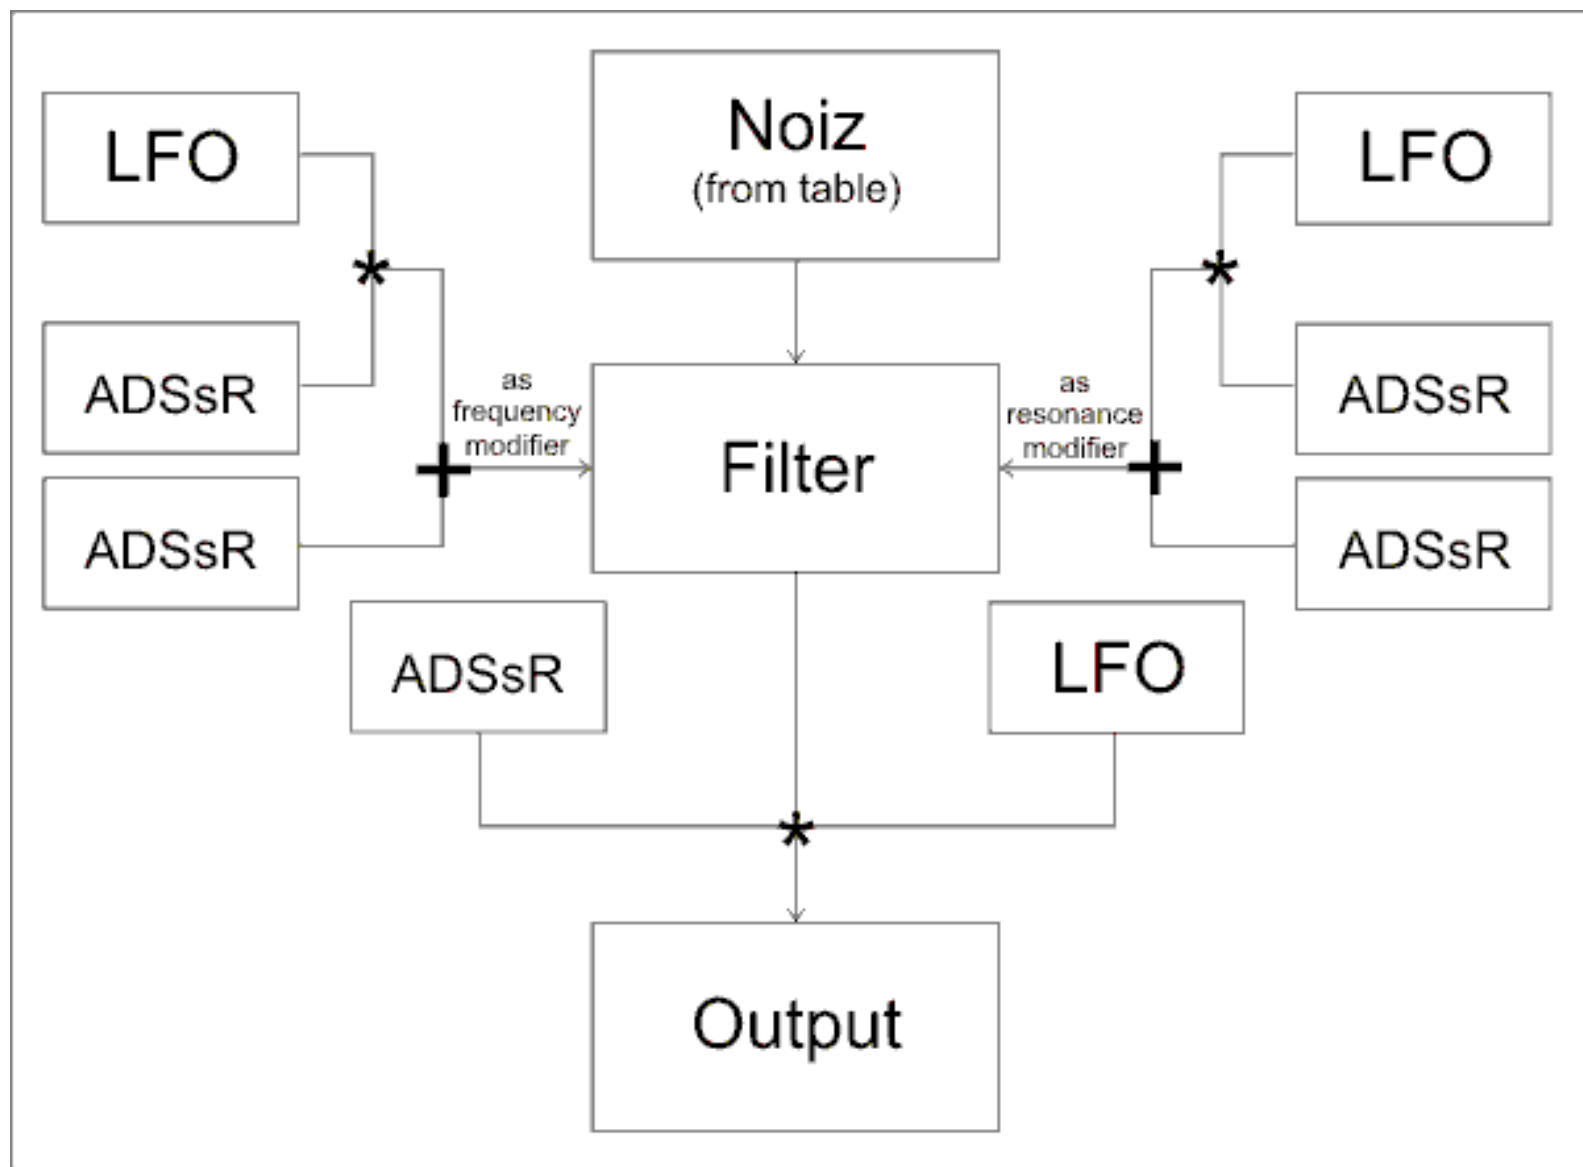 LFO
Noiz
(from table)
LFO
*
*
ADSsR
as
frequency
modifier
as
resonance
modifier
ADSsR
+
Filter
+
ADSsR
ADSsR
ADSsR
LFO
*
Output